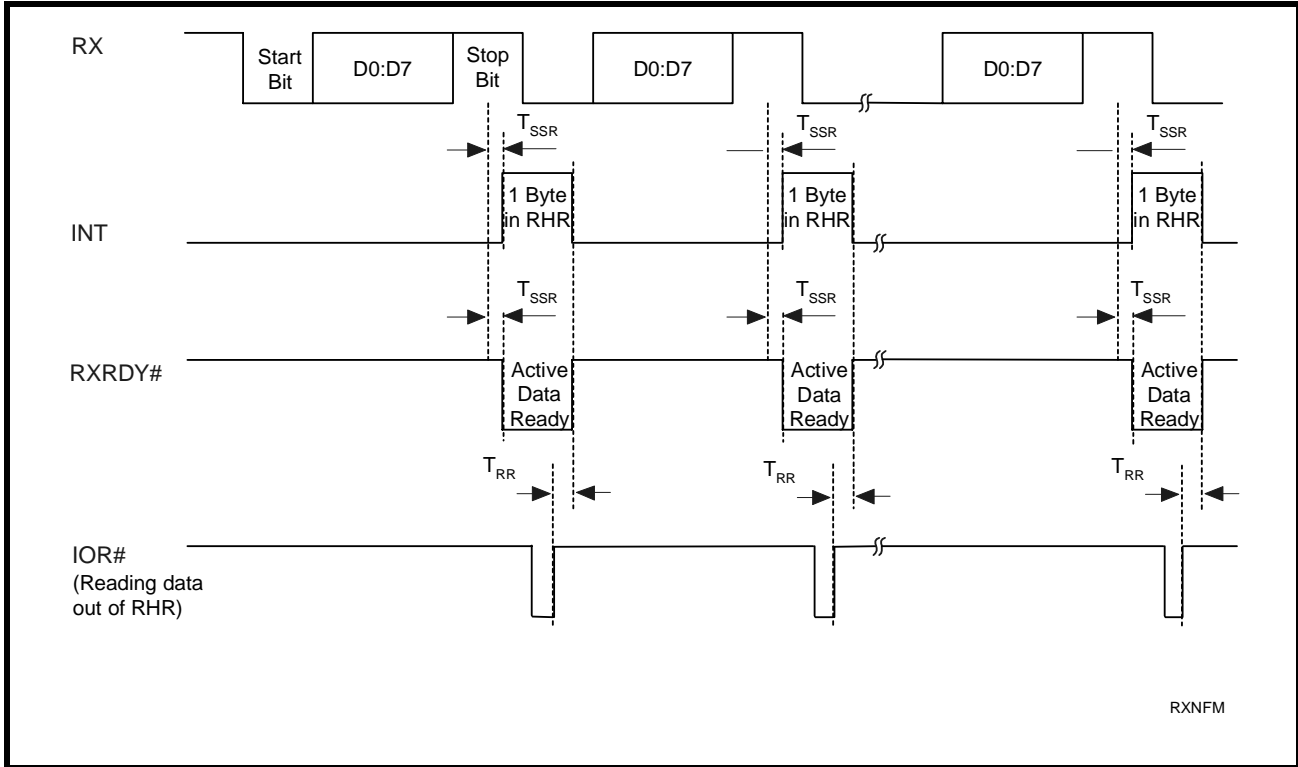 RX
Start
Bit
D0:D7
Stop
Bit
D0:D7
D0:D7
TSSR
TSSR
TSSR
INT
1 Byte
in RHR
1 Byte
in RHR
1 Byte
in RHR
TSSR
TSSR
TSSR
RXRDY#
Active
Data
Ready
Active
Data
Ready
Active
Data
Ready
TRR
TRR
TRR
IOR#
(Reading data
out of RHR)
RXNFM